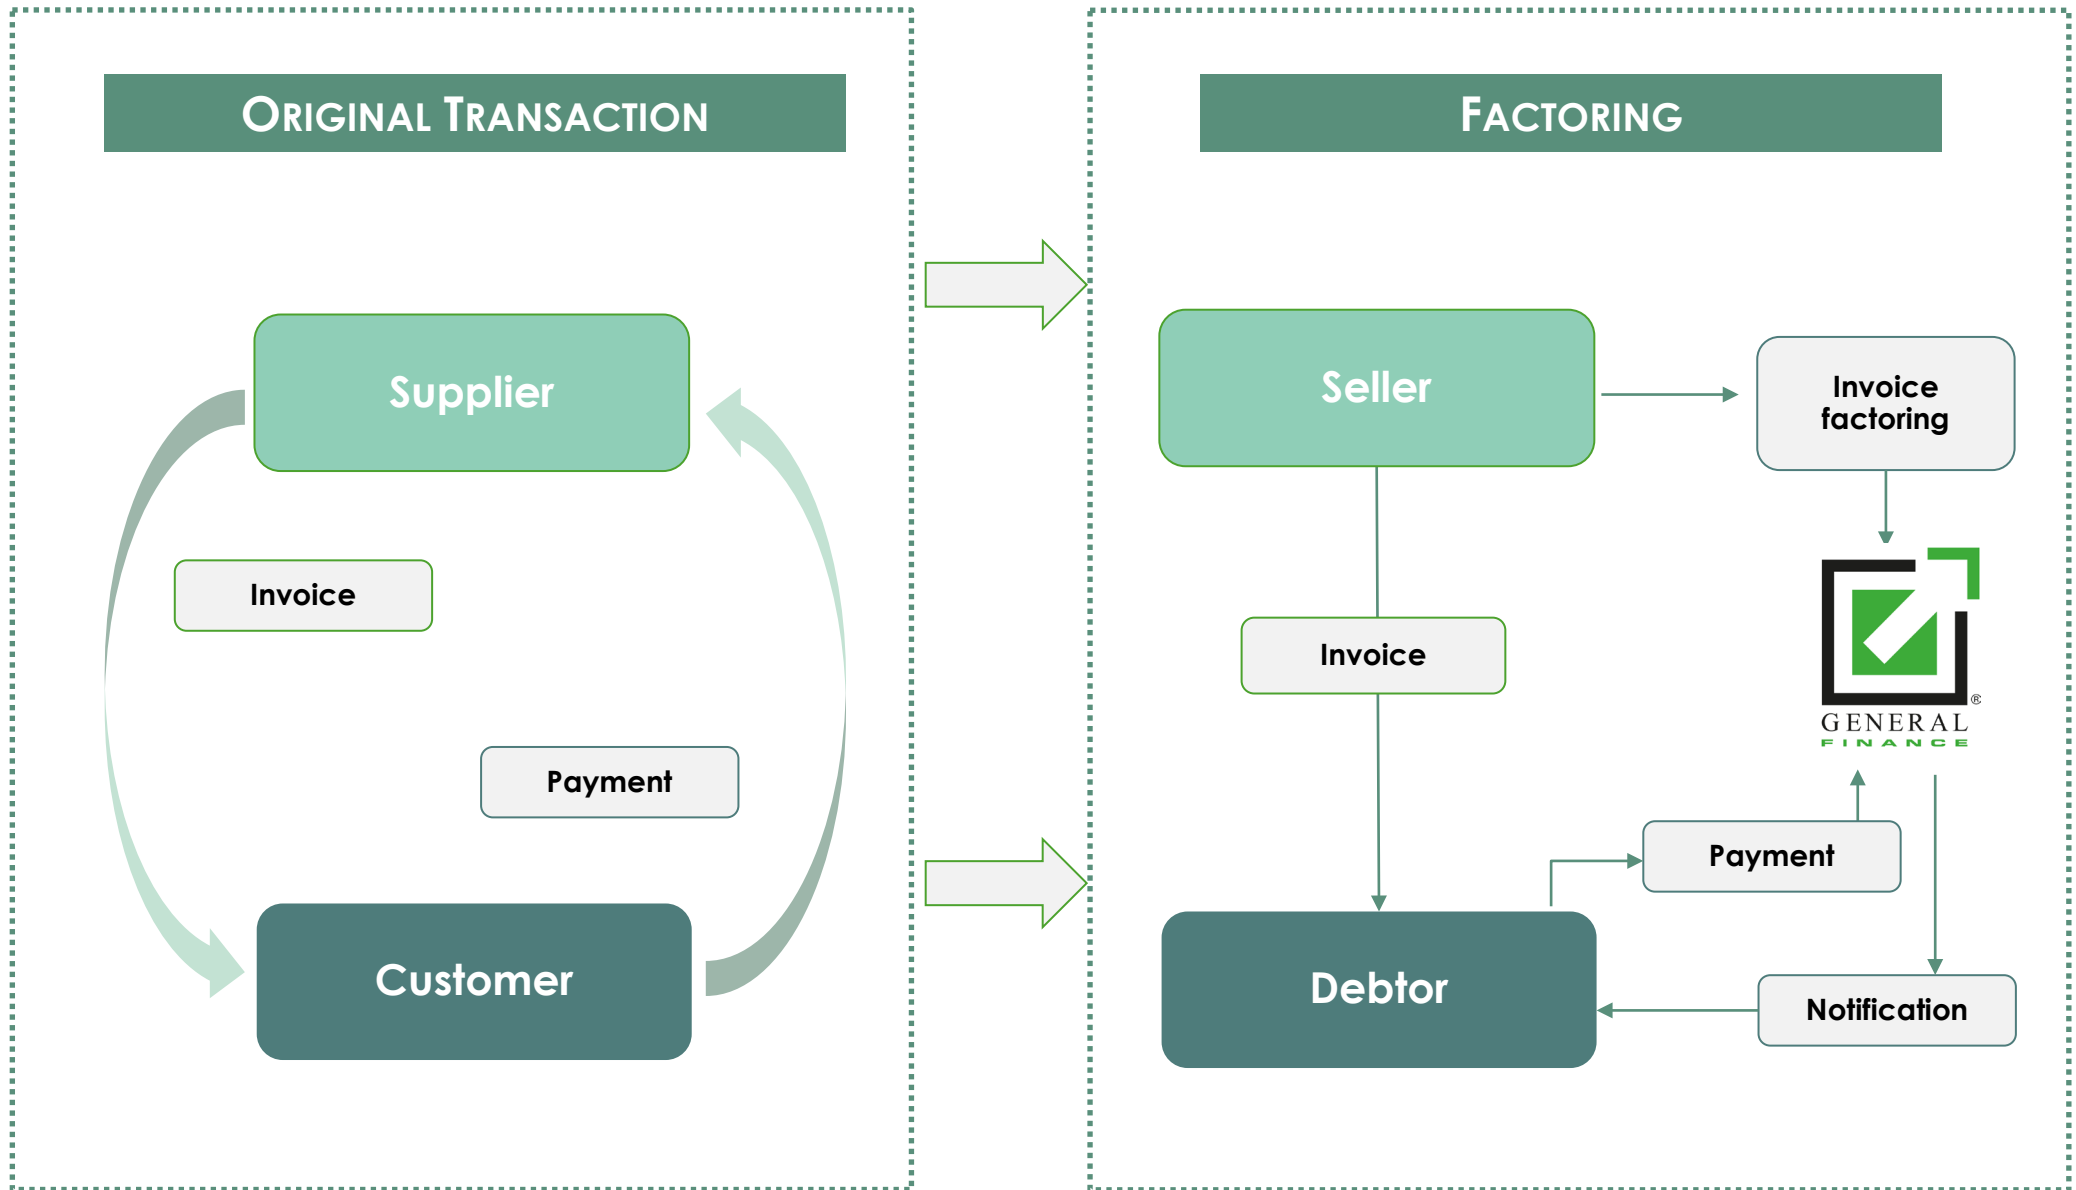 ORIGINAL TRANSACTION
Supplier
Invoice
Payment
Customer
FACTORING
Seller
Invoice
factoring
Invoice
®
GENERAL
FINANCE
Payment
Debtor
Notification